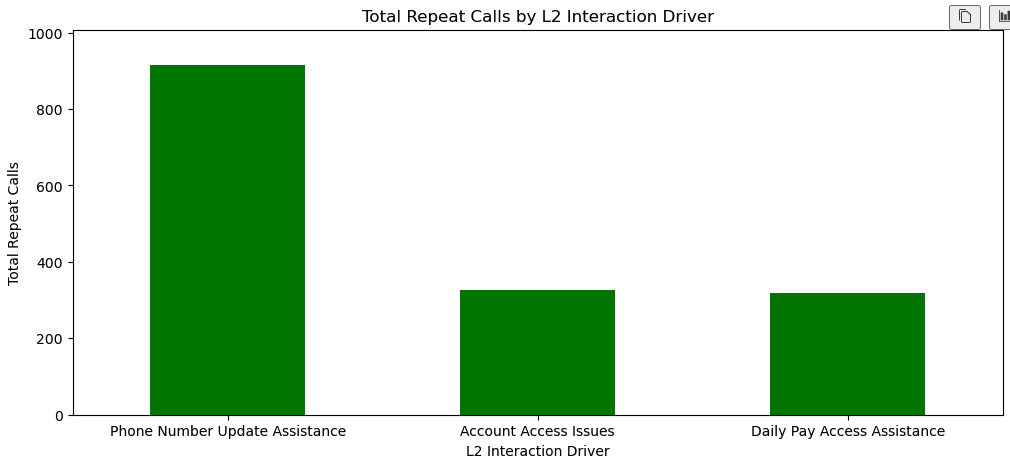 Total Repeat Calls by L2 Interaction Driver
1000
800
600
400
200
0
Total Repeat Calls
Phone Number Update Assistance
Account Access Issues
Daily Pay Access Assistance
L2 Interaction Driver